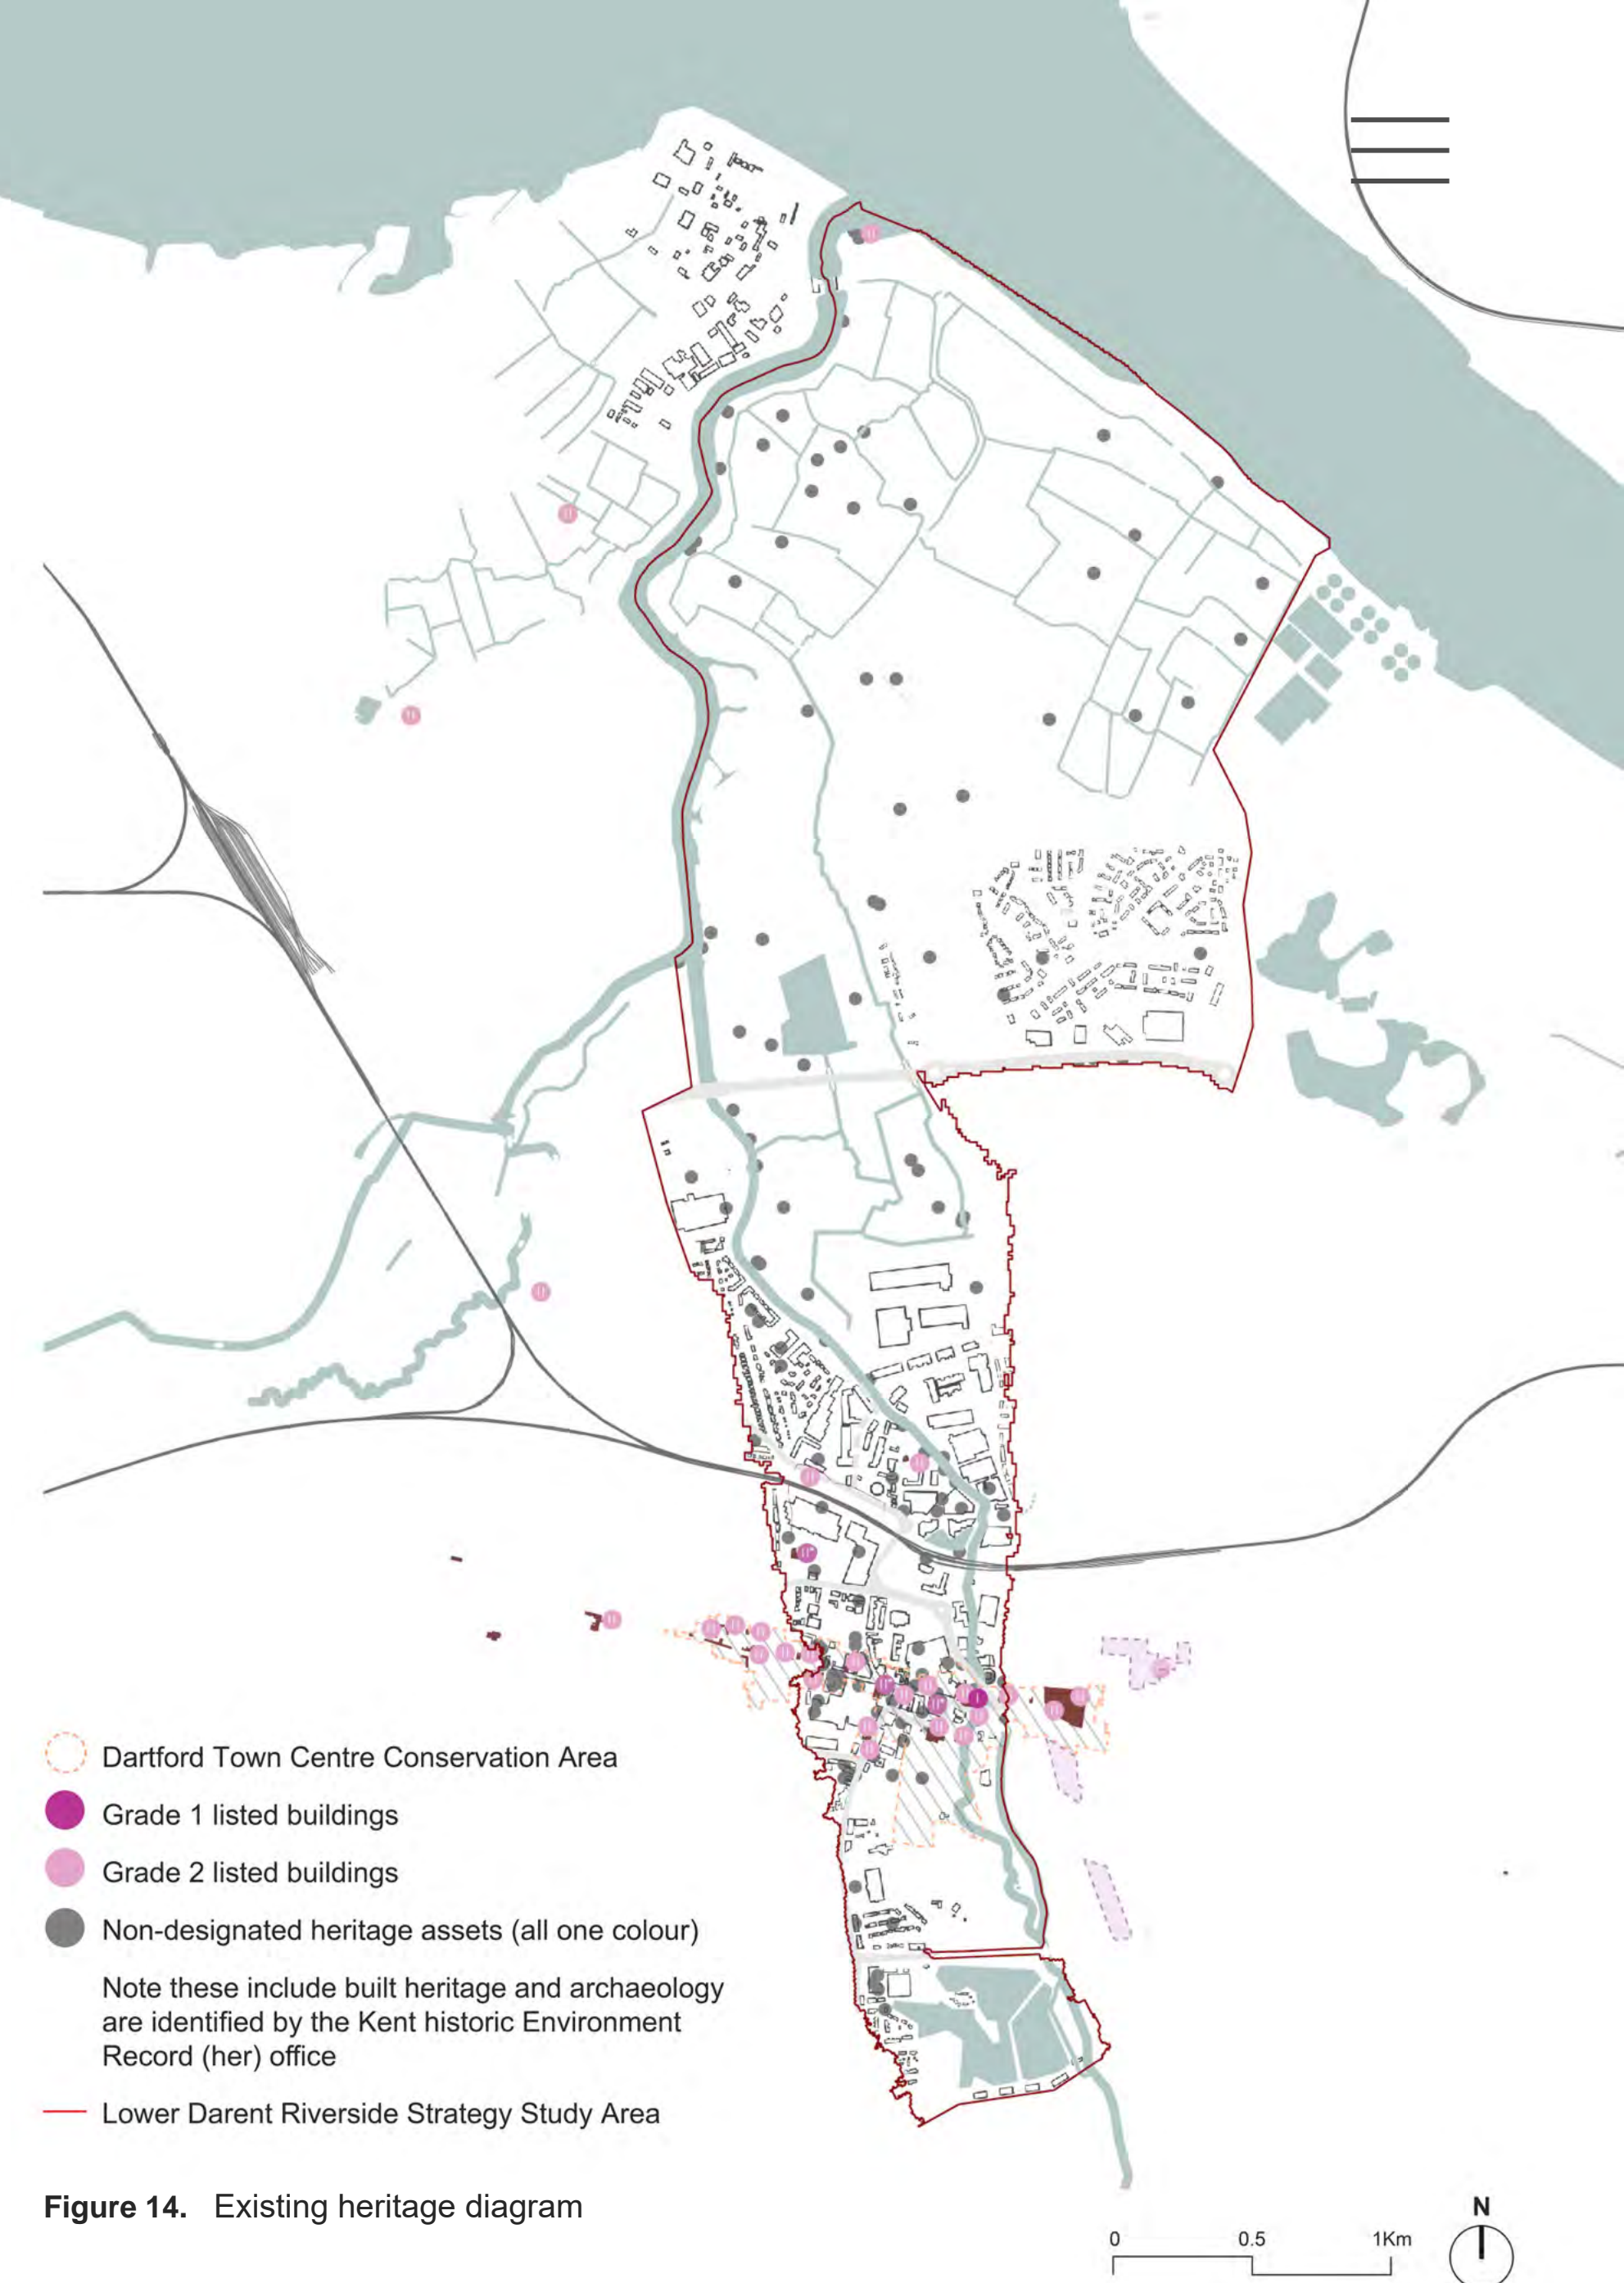 Dartford Town Centre Conservation Area
Grade 1 listed buildings
Grade 2 listed buildings
Non-designated heritage assets (all one colour)
Note these include built heritage and archaeology
are identified by the Kent historic Environment
Record (her) office
Lower Darent Riverside Strategy Study Area
Figure 14. Existing heritage diagram
N
0 0.5 1Km